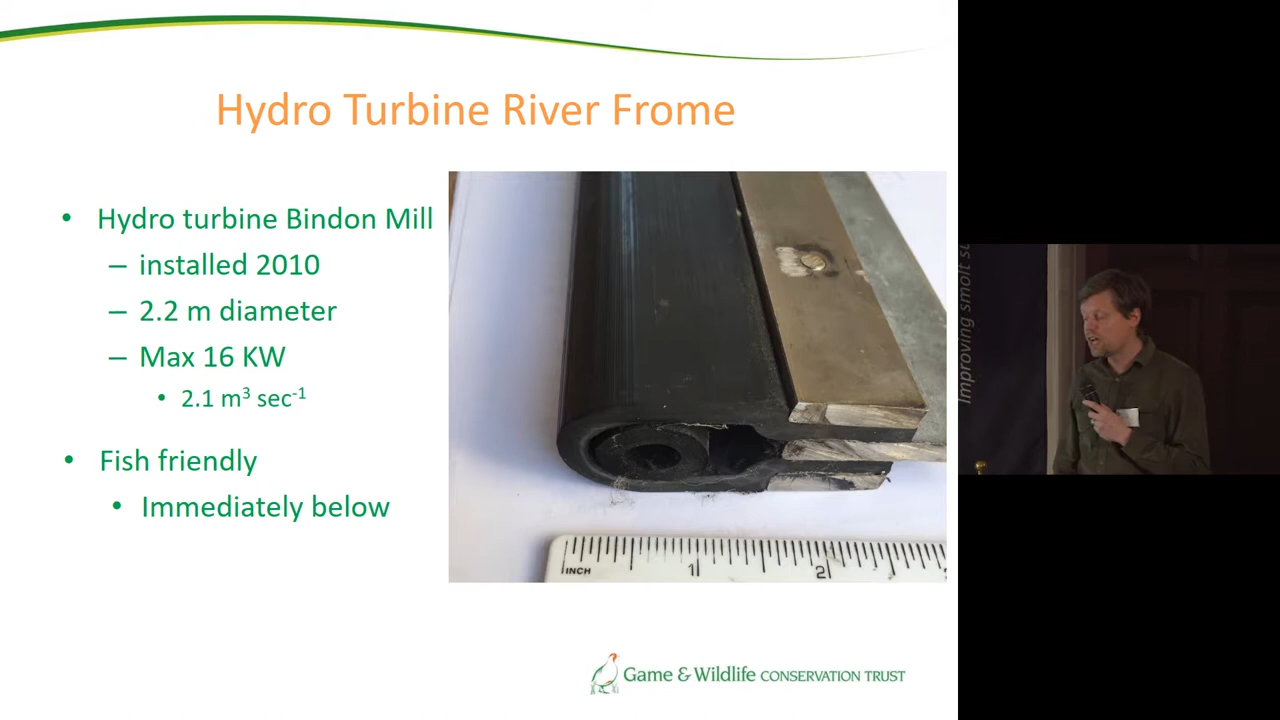 Hydro Turbine River Frome
• Hydro turbine Bindon Mill
– installed 2010
– 2.2 m diameter
– Max 16 KW
• 2.1 m³ sec⁻¹
• Fish friendly
• Immediately below
INCH
1
2
Game & Wildlife CONSERVATION TRUST
Improving smolt